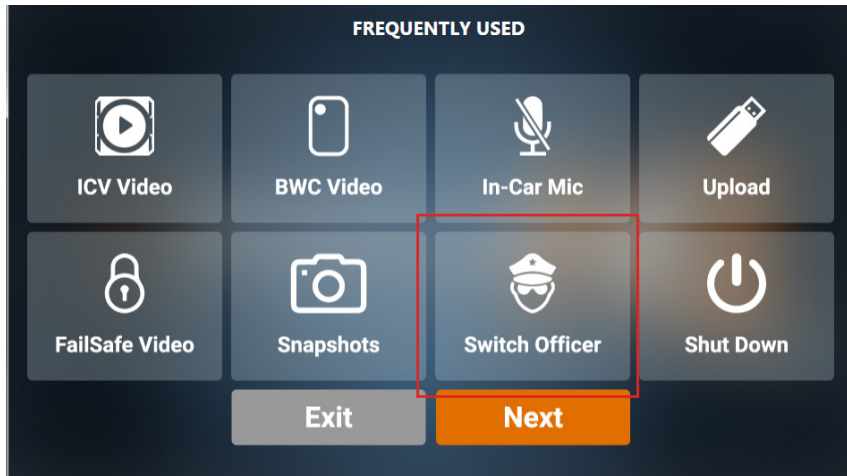 FREQUENTLY USED
ICV Video
BWC Video
In-Car Mic
Upload
FailSafe Video
Snapshots
Switch Officer
Shut Down
Exit
Next